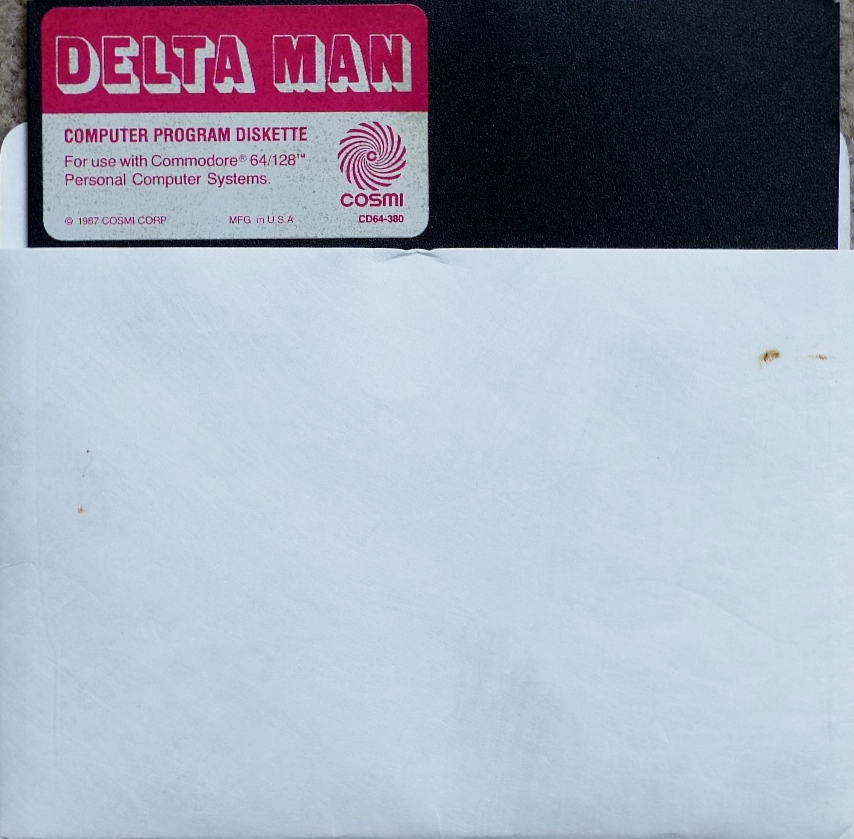 DELTA MAN
COMPUTER PROGRAM DISKETTE
For use with Commodore® 64/128™
Personal Computer Systems.
COSMI
© 1987 COSMI CORP MFG. in U.S.A. CD64-380